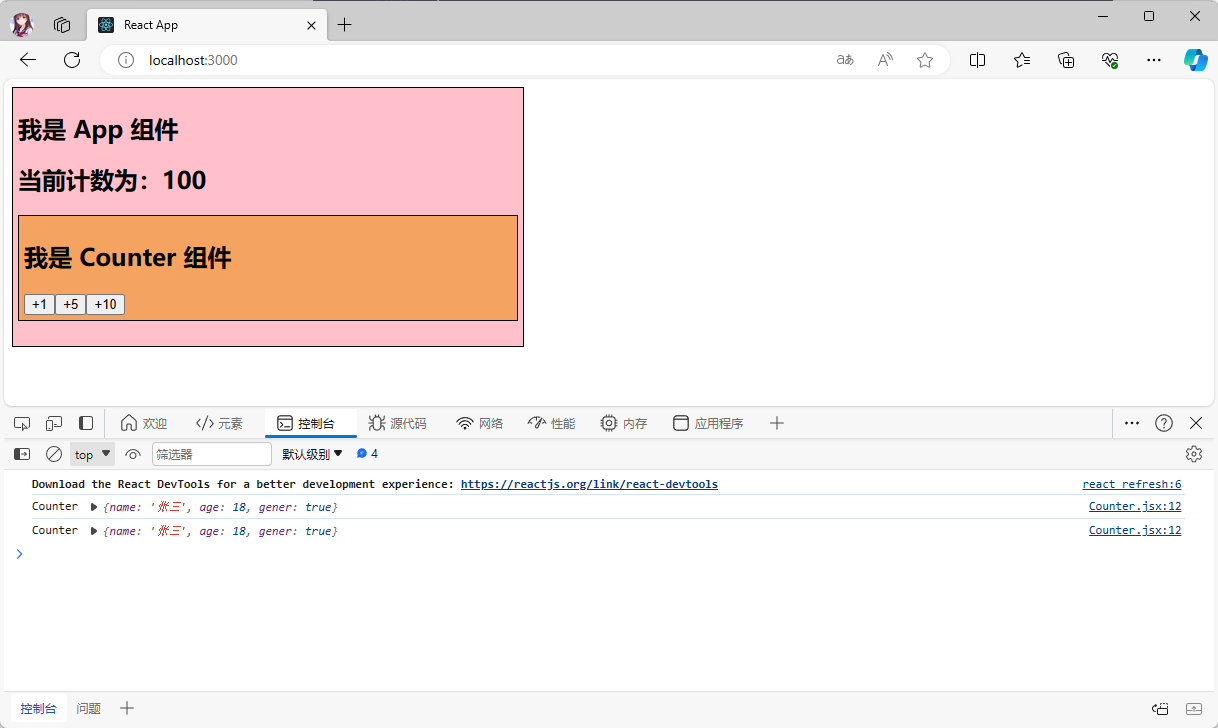 React App
localhost:3000
aあ
我是 App 组件
当前计数为：100
我是 Counter 组件
+1 +5 +10
欢迎 元素 控制台 源代码 网络 性能 内存 应用程序
top 筛选器 默认级别 4
Download the React DevTools for a better development experience: https://reactjs.org/link/react-devtools react refresh:6
Counter {name: '张三', age: 18, gener: true} Counter.jsx:12
Counter {name: '张三', age: 18, gener: true} Counter.jsx:12
控制台 问题